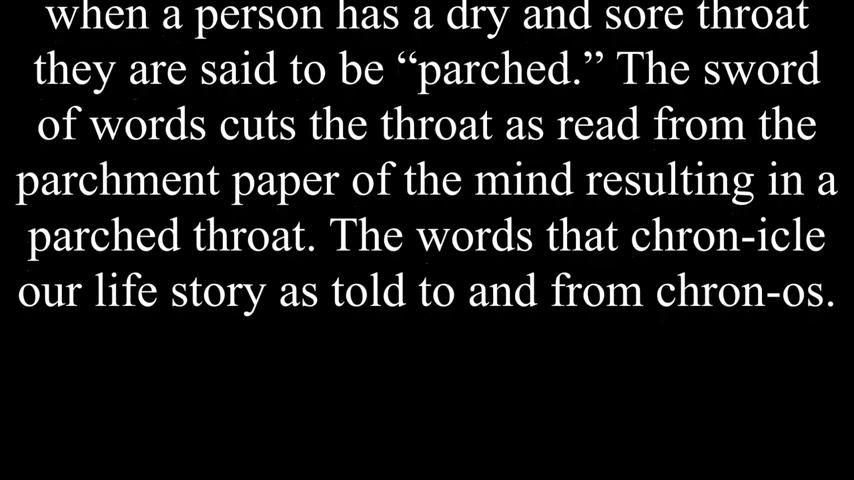 when a person has a dry and sore throat
they are said to be “parched.” The sword
of words cuts the throat as read from the
parchment paper of the mind resulting in a
parched throat. The words that chron-icle
our life story as told to and from chron-os.